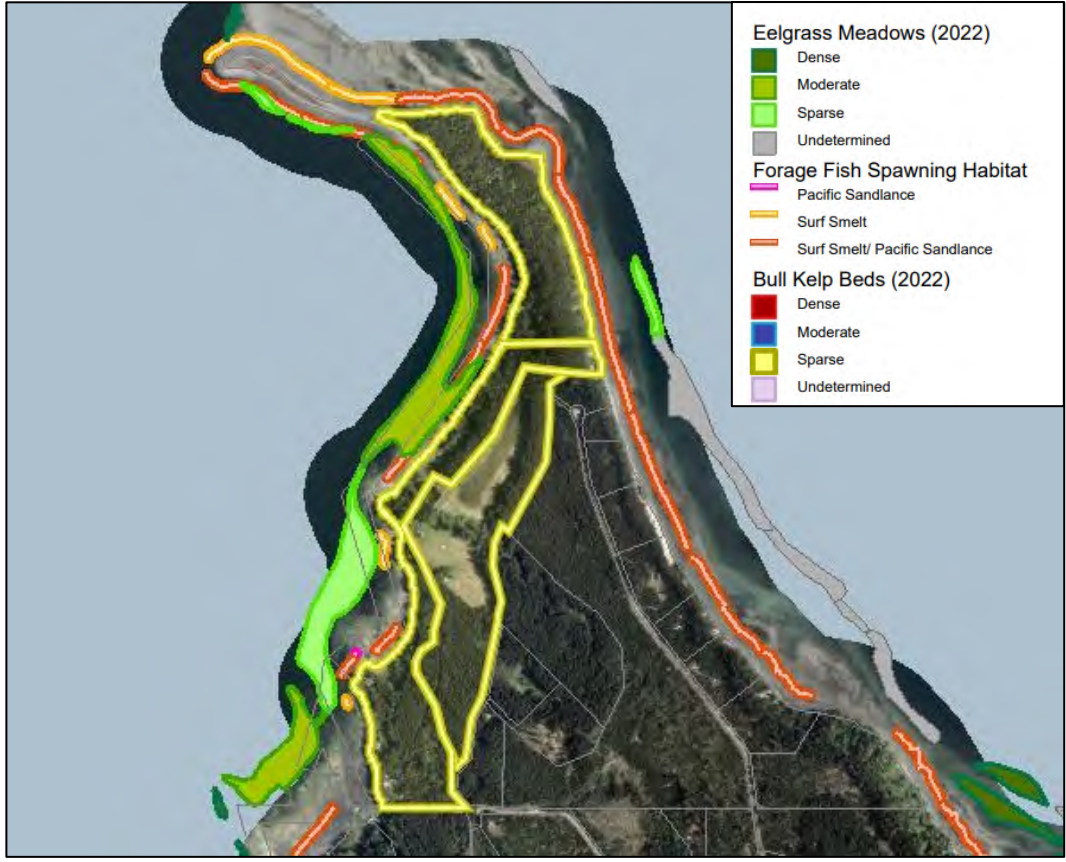 Eelgrass Meadows (2022)
Dense
Moderate
Sparse
Undetermined
Forage Fish Spawning Habitat
Pacific Sandlance
Surf Smelt
Surf Smelt/ Pacific Sandlance
Bull Kelp Beds (2022)
Dense
Moderate
Sparse
Undetermined